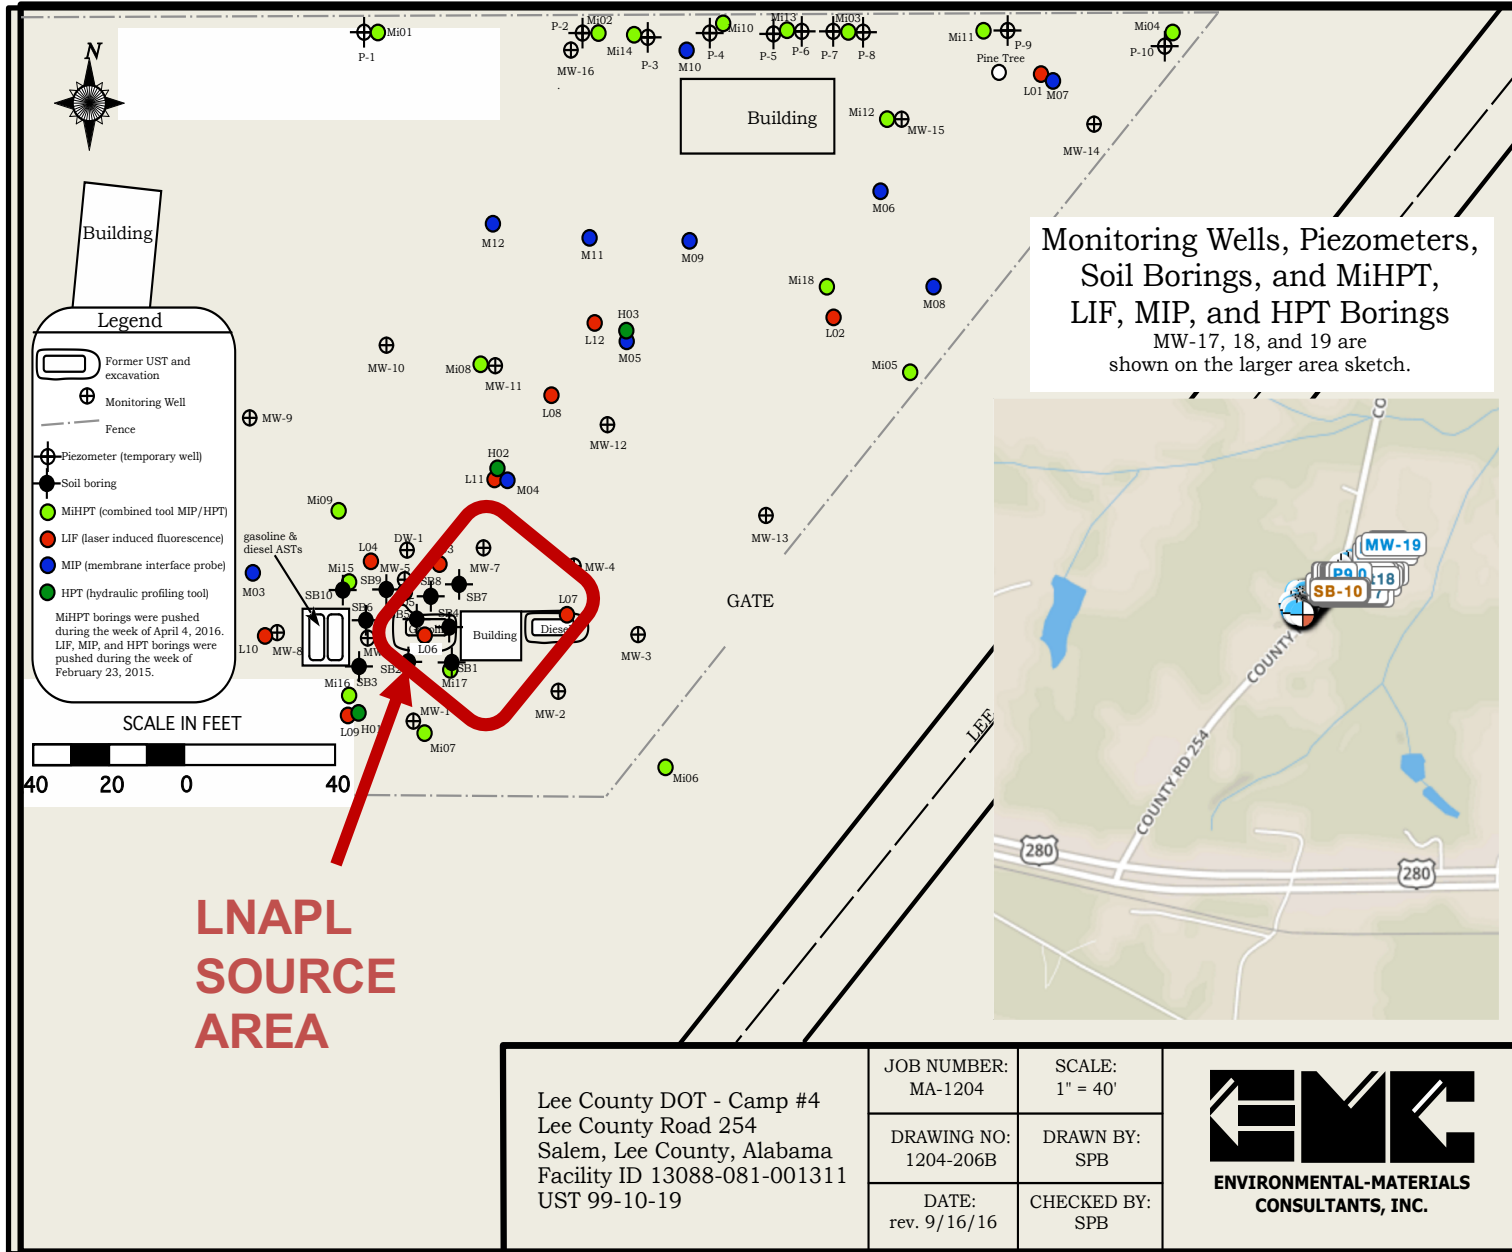 N
P-1
Mi01
P-2
Mi02
MW-16
Mi14
P-3
M10
P-4
Mi10
P-5
Mi13
P-6
P-7
Mi03
P-8
Mi11
P-9
Pine Tree
L01
M07
Mi04
P-10
MW-14
Building
Mi12
MW-15
M06
Building
M12
M11
M09
Mi18
L02
M08
Mi05
H03
L12
M05
MW-10
Mi08
MW-11
L08
MW-12
MW-9
H02
L11
M04
Mi09
MW-13
Monitoring Wells, Piezometers,
Soil Borings, and MiHPT,
LIF, MIP, and HPT Borings
MW-17, 18, and 19 are
shown on the larger area sketch.
Legend
Former UST and
excavation
Monitoring Well
Fence
Piezometer (temporary well)
Soil boring
MiHPT (combined tool MIP/HPT)
LIF (laser induced fluorescence)
MIP (membrane interface probe)
HPT (hydraulic profiling tool)
MiHPT borings were pushed
during the week of April 4, 2016.
LIF, MIP, and HPT borings were
pushed during the week of
February 23, 2015.
SCALE IN FEET
40 20 0 40
gasoline &
diesel ASTs
M03
L10
MW-8
Mi15
SB10
L04
SB9
MW-5
DW-1
SB8
SB7
MW-7
MW-4
L07
SB6
SB4
L06
Building
Diesel
MW-3
MW-2
SB2
SB1
Mi17
SB3
Mi16
L09
H01
MW-1
Mi07
Mi06
GATE
LEE
LNAPL
SOURCE
AREA
CO
MW-19
P9
SB-10
COUNTY
COUNTY RD 254
280
280
Lee County DOT - Camp #4
Lee County Road 254
Salem, Lee County, Alabama
Facility ID 13088-081-001311
UST 99-10-19
JOB NUMBER:
MA-1204
SCALE:
1" = 40'
DRAWING NO:
1204-206B
DRAWN BY:
SPB
DATE:
rev. 9/16/16
CHECKED BY:
SPB
EMC
ENVIRONMENTAL-MATERIALS
CONSULTANTS, INC.